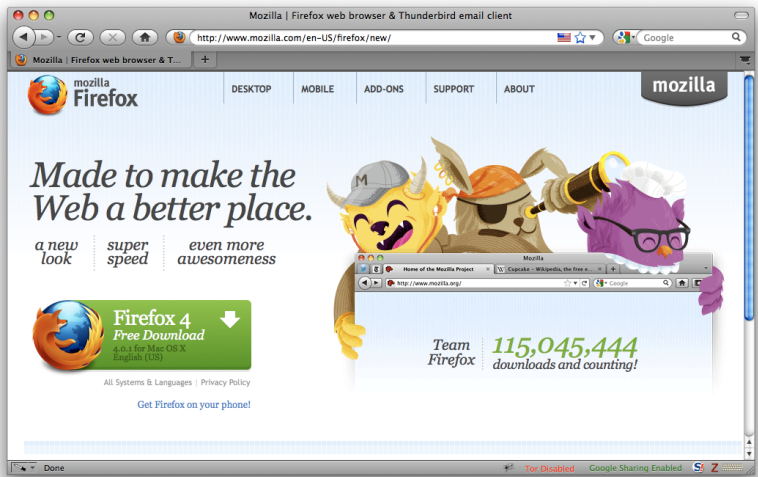 Mozilla | Firefox web browser & Thunderbird email client
http://www.mozilla.com/en-US/firefox/new/
Google
Mozilla | Firefox web browser & T...
mozilla
Firefox
DESKTOP
MOBILE
ADD-ONS
SUPPORT
ABOUT
mozilla
Made to make the
Web a better place.
a new
look
super
speed
even more
awesomeness
M
Mozilla
Home of the Mozilla Project
W Cupcake – Wikipedia, the free e...
http://www.mozilla.org/
Google
Firefox 4
Free Download
4.0.1 for Mac OS X
English (US)
Team
Firefox
115,045,444
downloads and counting!
All Systems & Languages | Privacy Policy
Get Firefox on your phone!
Done
Tor Disabled
Google Sharing Enabled
S
Z